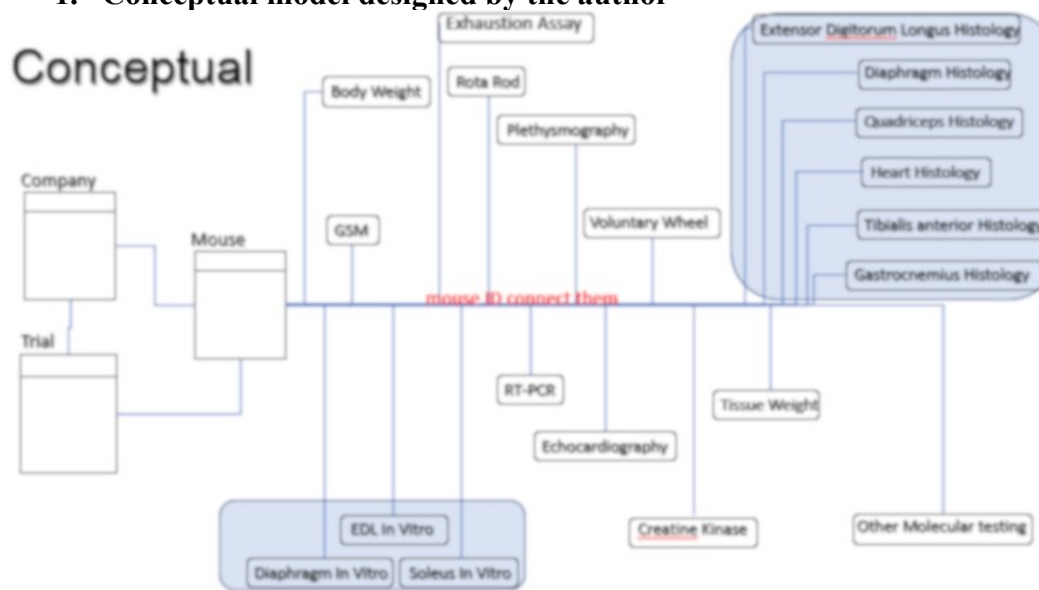 1. Conceptual model designed by the author
Conceptual
Exhaustion Assay
Extensor Digitorum Longus Histology
Body Weight
Rota Rod
Diaphragm Histology
Plethysmography
Quadriceps Histology
Company
Heart Histology
Mouse
GSM
Voluntary Wheel
Tibialis anterior Histology
Gastrocnemius Histology
mouse ID connect them
Trial
RT-PCR
Tissue Weight
Echocardiography
EDL In Vitro
Creatine Kinase
Other Molecular testing
Diaphragm In Vitro
Soleus In Vitro